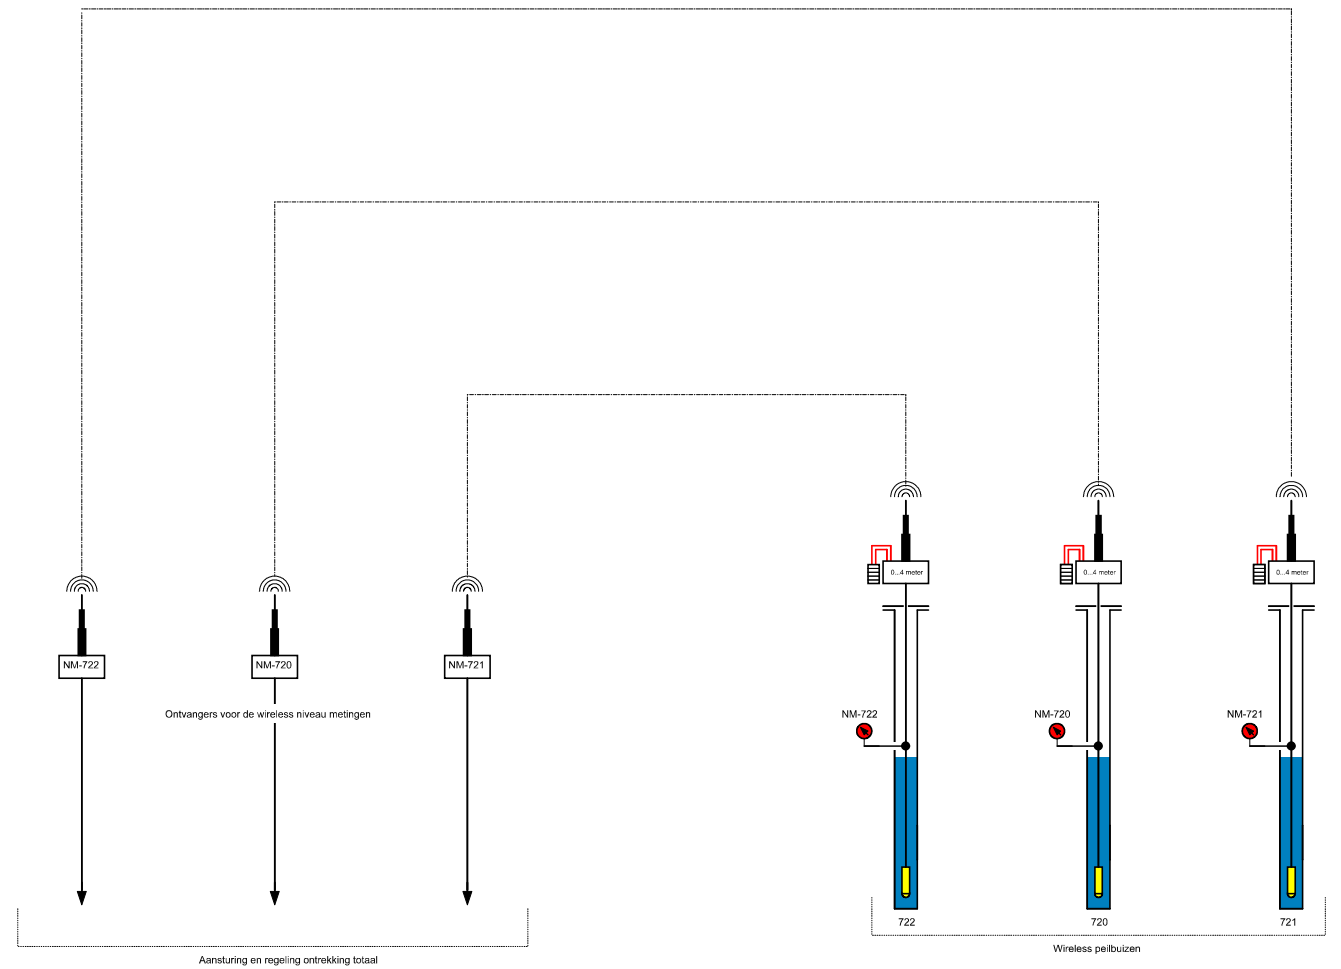 0...4 meter
0...4 meter
0...4 meter
NM-722
NM-720
NM-721
Ontvangers voor de wireless niveau metingen
NM-722
NM-720
NM-721
722
720
721
Wireless peilbuizen
Aansturing en regeling ontrekking totaal